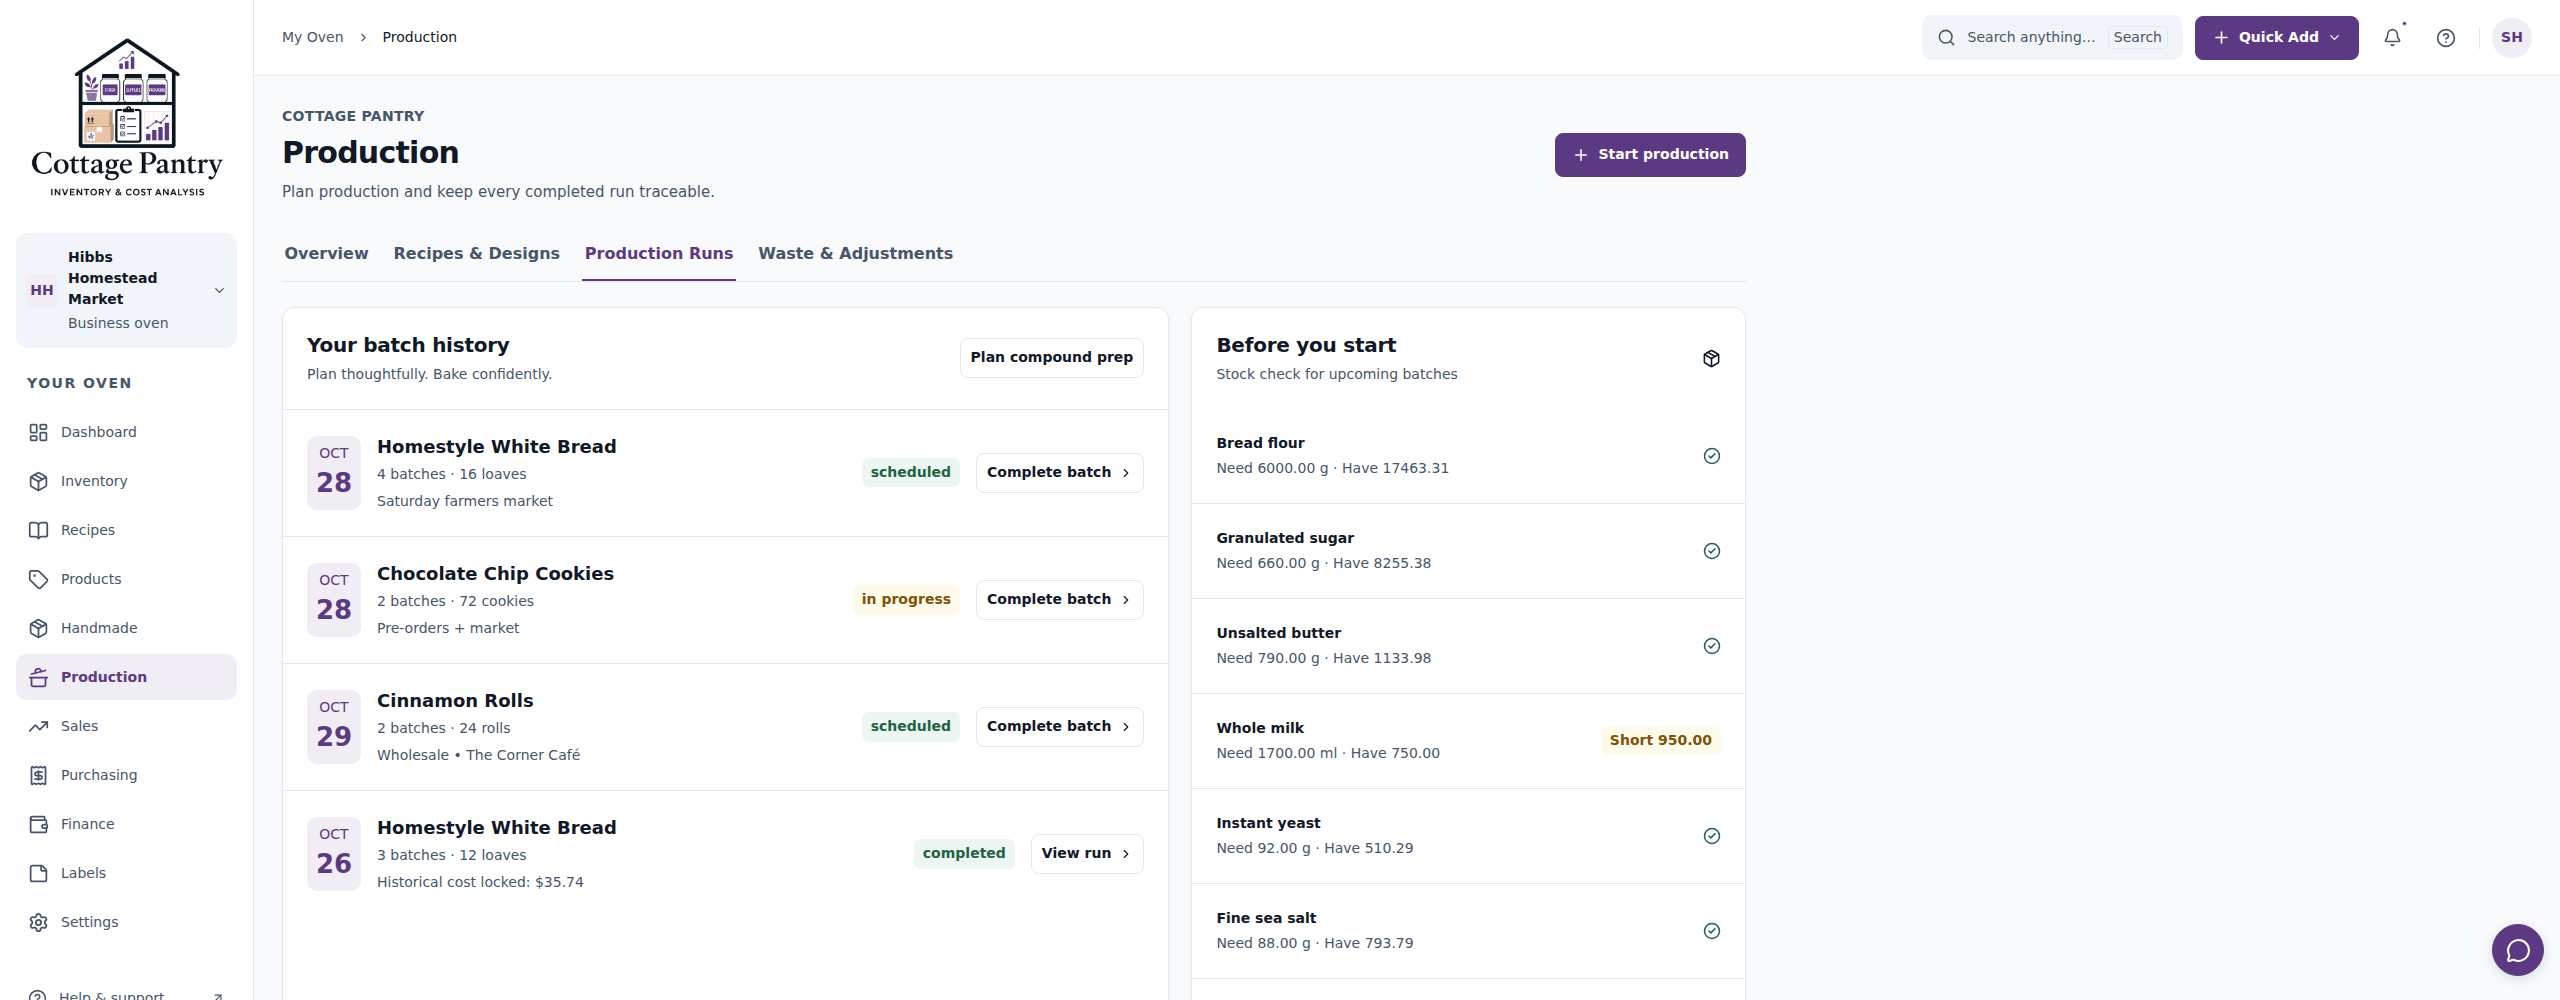 Cottage Pantry
INVENTORY & COST ANALYSIS
HH
Hibbs
Homestead
Market
Business oven
YOUR OVEN
Dashboard
Inventory
Recipes
Products
Handmade
Production
Sales
Purchasing
Finance
Labels
Settings
Help & support
My Oven
Production
Search anything...
Search
Quick Add
SH
COTTAGE PANTRY
Production
Plan production and keep every completed run traceable.
Start production
Overview
Recipes & Designs
Production Runs
Waste & Adjustments
Your batch history
Plan thoughtfully. Bake confidently.
Plan compound prep
OCT
28
Homestyle White Bread
4 batches · 16 loaves
Saturday farmers market
scheduled
Complete batch
OCT
28
Chocolate Chip Cookies
2 batches · 72 cookies
Pre-orders + market
in progress
Complete batch
OCT
29
Cinnamon Rolls
2 batches · 24 rolls
Wholesale • The Corner Café
scheduled
Complete batch
OCT
26
Homestyle White Bread
3 batches · 12 loaves
Historical cost locked: $35.74
completed
View run
Before you start
Stock check for upcoming batches
Bread flour
Need 6000.00 g · Have 17463.31
Granulated sugar
Need 660.00 g · Have 8255.38
Unsalted butter
Need 790.00 g · Have 1133.98
Whole milk
Need 1700.00 ml · Have 750.00
Short 950.00
Instant yeast
Need 92.00 g · Have 510.29
Fine sea salt
Need 88.00 g · Have 793.79